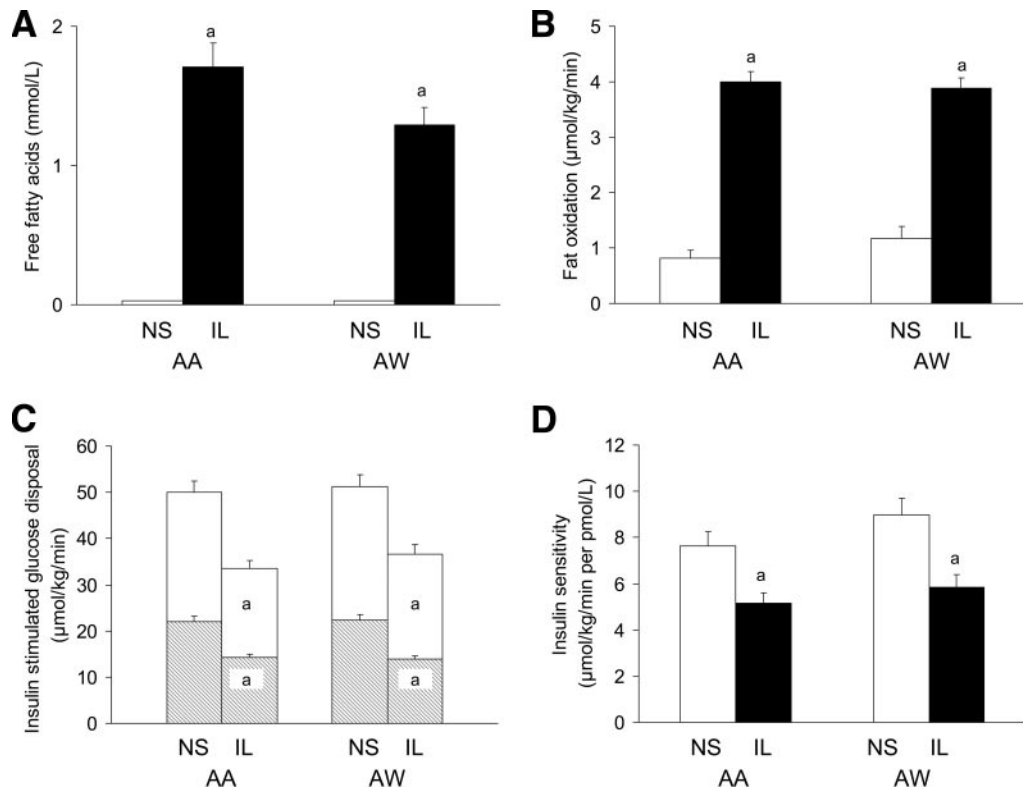 A
Free fatty acids (mmol/L)
2
1
0
a
a
NS IL NS IL
AA AW
B
Fat oxidation (μmol/kg/min)
5
4
3
2
1
0
a
a
NS IL NS IL
AA AW
C
Insulin stimulated glucose disposal
(μmol/kg/min)
60
50
40
30
20
10
0
a
a
a
a
NS IL NS IL
AA AW
D
Insulin sensitivity
(μmol/kg/min per pmol/L)
12
10
8
6
4
2
0
a
a
NS IL NS IL
AA AW